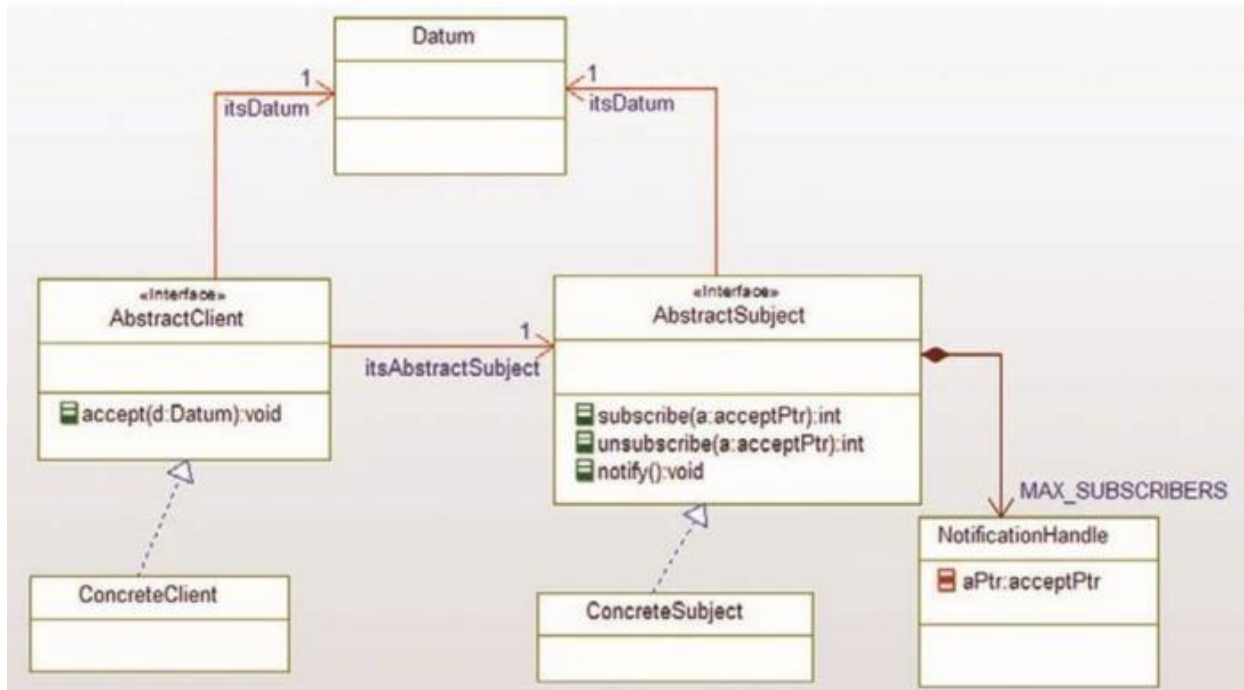 Datum
1
itsDatum
1
itsDatum
«Interface»
AbstractClient
accept(d:Datum):void
1
itsAbstractSubject
«Interface»
AbstractSubject
subscribe(a:acceptPtr):int
unsubscribe(a:acceptPtr):int
notify():void
MAX_SUBSCRIBERS
NotificationHandle
aPtr:acceptPtr
ConcreteClient
ConcreteSubject